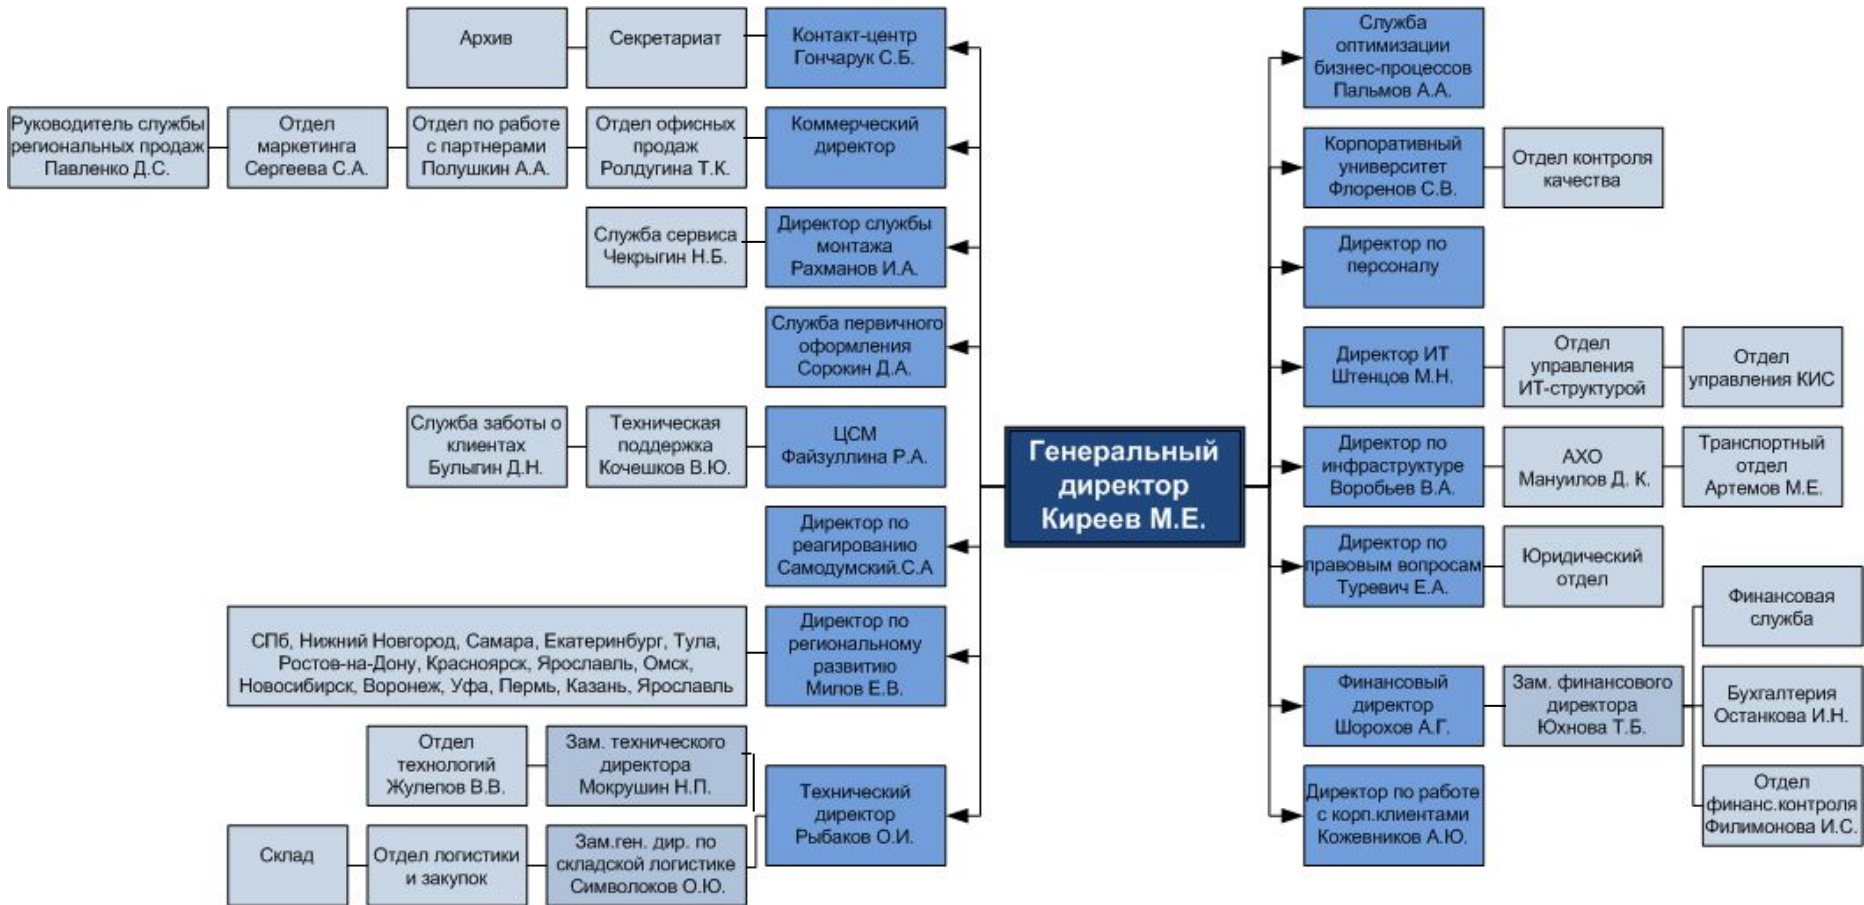 Архив
Секретариат
Контакт-центр
Гончарук С.Б.
Руководитель службы
региональных продаж
Павленко Д.С.
Отдел
маркетинга
Сергеева С.А.
Отдел по работе
с партнерами
Полушкин А.А.
Отдел офисных
продаж
Ролдугина Т.К.
Коммерческий
директор
Служба сервиса
Чекрыгин Н.Б.
Директор службы
монтажа
Рахманов И.А.
Служба первичного
оформления
Сорокин Д.А.
Служба заботы о
клиентах
Булыгин Д.Н.
Техническая
поддержка
Кочешков В.Ю.
ЦСМ
Файзуллина Р.А.
Директор по
реагированию
Самодумский.С.А
СПб, Нижний Новгород, Самара, Екатеринбург, Тула,
Ростов-на-Дону, Красноярск, Ярославль, Омск,
Новосибирск, Воронеж, Уфа, Пермь, Казань, Ярославль
Директор по
региональному
развитию
Милов Е.В.
Отдел
технологий
Жулепов В.В.
Зам. технического
директора
Мокрушин Н.П.
Технический
директор
Рыбаков О.И.
Склад
Отдел логистики
и закупок
Зам.ген. дир. по
складской логистике
Символоков О.Ю.
Генеральный
директор
Киреев М.Е.
Служба
оптимизации
бизнес-процессов
Пальмов А.А.
Корпоративный
университет
Флоренов С.В.
Отдел контроля
качества
Директор по
персоналу
Директор ИТ
Штенцов М.Н.
Отдел
управления
ИТ-структурой
Отдел
управления КИС
Директор по
инфраструктуре
Воробьев В.А.
АХО
Мануилов Д. К.
Транспортный
отдел
Артемов М.Е.
Директор по
правовым вопросам
Туревич Е.А.
Юридический
отдел
Финансовый
директор
Шорохов А.Г.
Зам. финансового
директора
Юхнова Т.Б.
Финансовая
служба
Бухгалтерия
Останкова И.Н.
Отдел
финанс.контроля
Филимонова И.С.
Директор по работе
с корп.клиентами
Кожевников А.Ю.